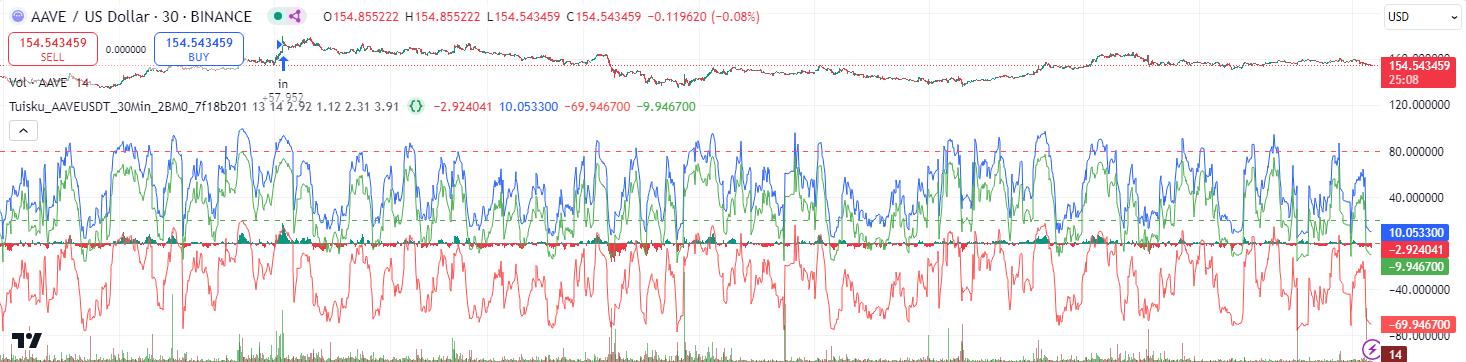 AAVE / US Dollar · 30 · BINANCE O154.855222 H154.855222 L154.543459 C154.543459 −0.119620 (−0.08%) USD
154.543459 0.000000 154.543459
SELL BUY
154.543459
25:08
Vol · AAVE 14
in
+57.952
Tuisku_AAVEUSDT_30Min_2BM0_7f18b201 13 14 2.92 1.12 2.31 3.91 {} −2.924041 10.053300 −69.946700 −9.946700
120.000000
80.000000
40.000000
10.053300
−2.924041
−9.946700
−40.000000
−69.946700
−80.000000
14